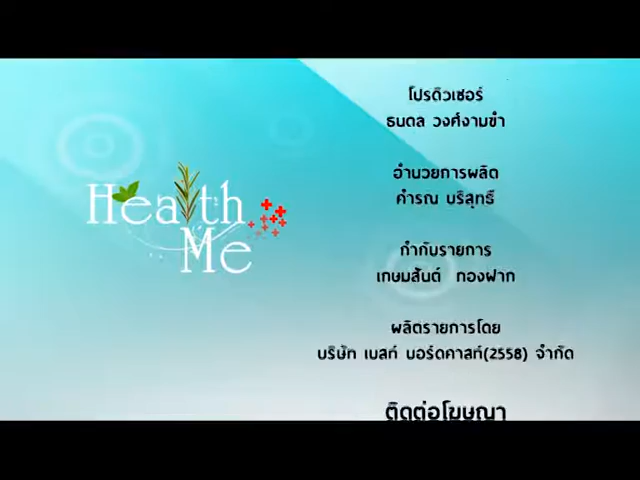 Health
Me
โปรดิวเซอร์
ธนดล วงศ์งามขำ
อำนวยการผลิต
คำรณ บริสุทธิ์
กำกับรายการ
เกษมสันต์ ทองฝาก
ผลิตรายการโดย
บริษัท เบสท์ บอร์ดคาสท์(2558) จำกัด
ติดต่อโฆษณา